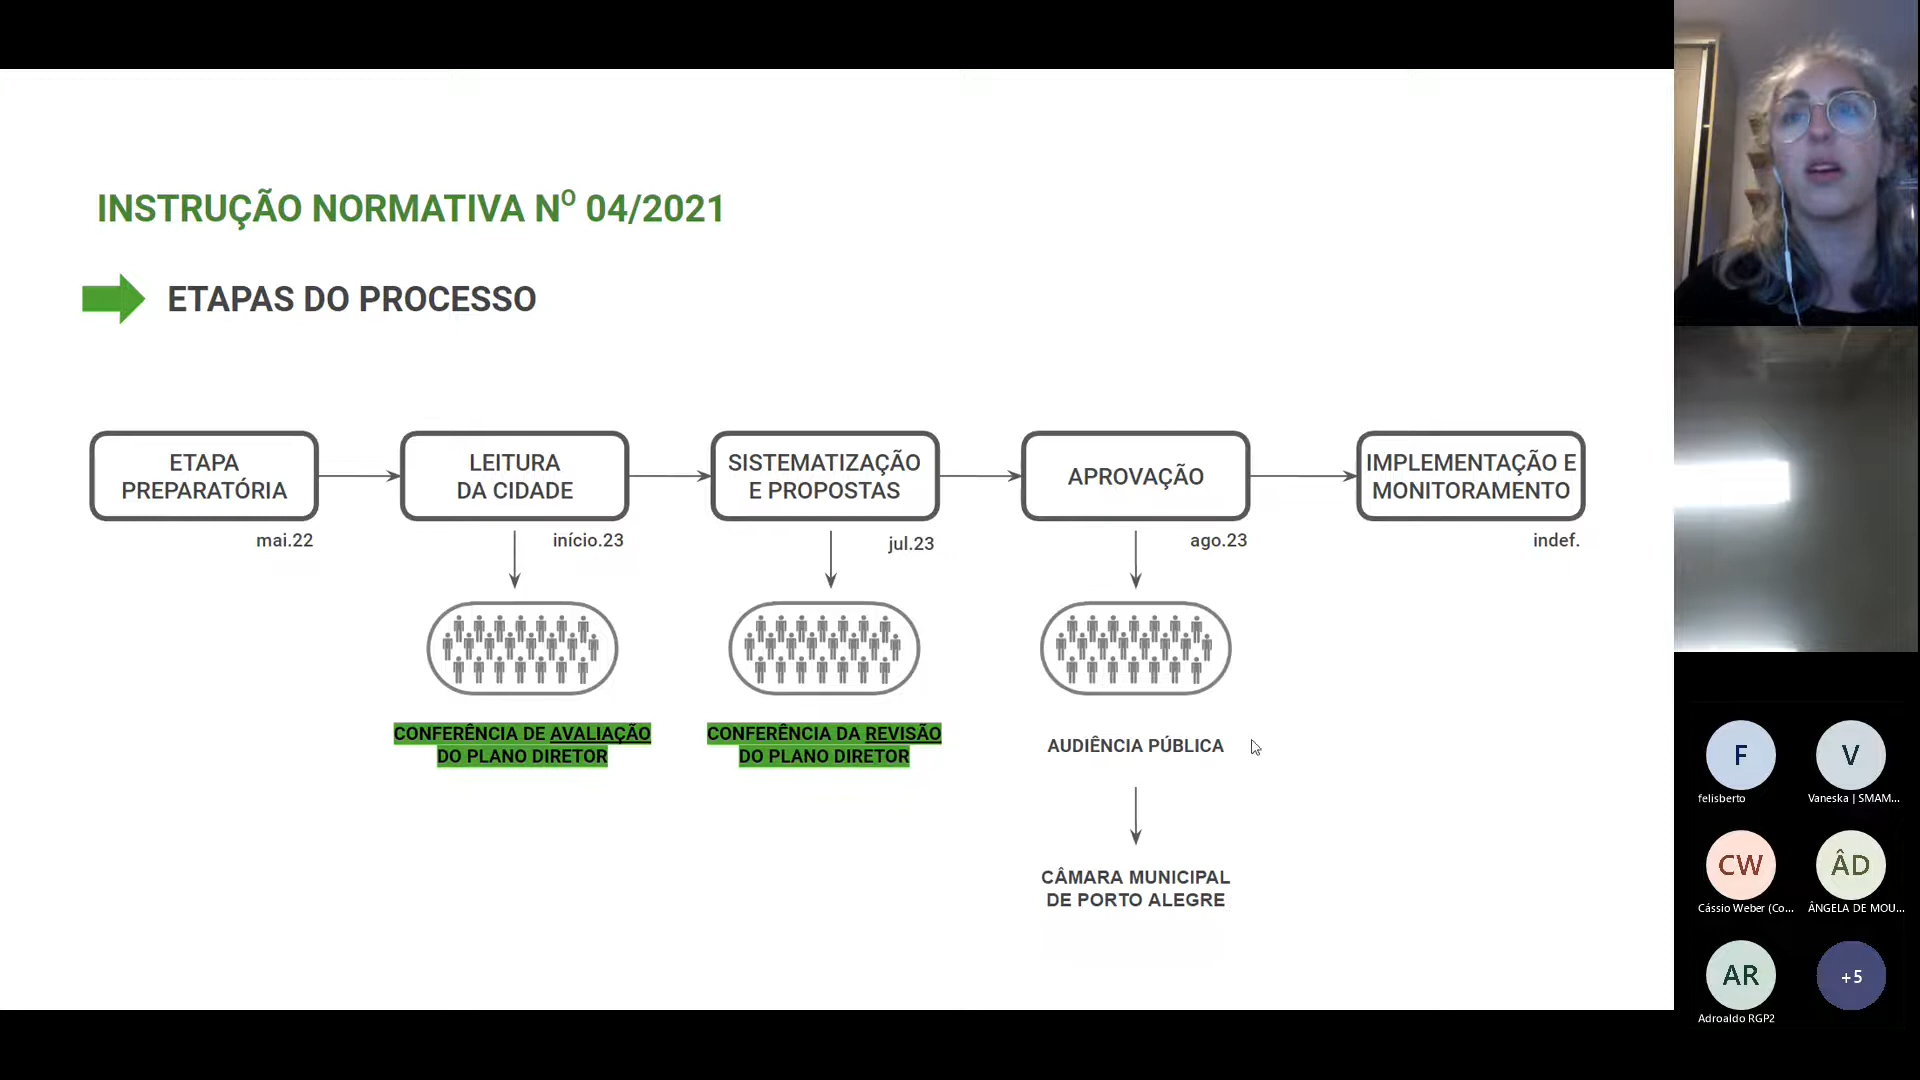 INSTRUÇÃO NORMATIVA Nº 04/2021
ETAPAS DO PROCESSO
ETAPA
PREPARATÓRIA
mai.22
LEITURA
DA CIDADE
início.23
SISTEMATIZAÇÃO
E PROPOSTAS
jul.23
APROVAÇÃO
ago.23
IMPLEMENTAÇÃO E
MONITORAMENTO
indef.
CONFERÊNCIA DE AVALIAÇÃO
DO PLANO DIRETOR
CONFERÊNCIA DA REVISÃO
DO PLANO DIRETOR
AUDIÊNCIA PÚBLICA
CÂMARA MUNICIPAL
DE PORTO ALEGRE
F
felisberto
V
Vaneska | SMAM...
CW
Cássio Weber (Co...
ÂD
ÂNGELA DE MOU...
AR
Adroaldo RGP2
+5